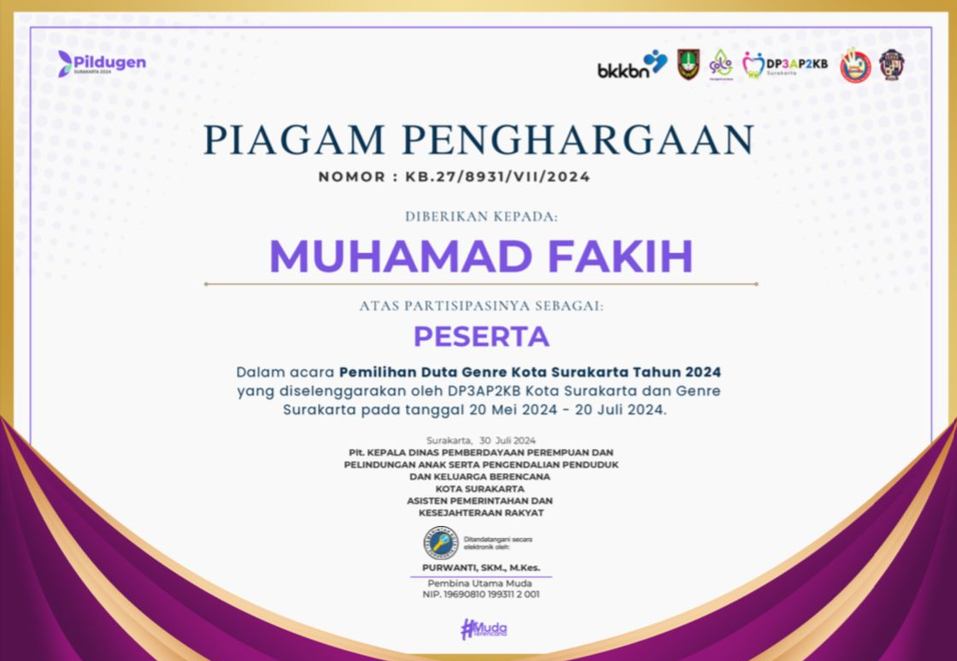 Pildugen
SURAKARTA 2024
bkkbn
solo
DP3AP2KB
Surakarta
PIAGAM PENGHARGAAN
NOMOR : KB.27/8931/VII/2024
DIBERIKAN KEPADA:
MUHAMAD FAKIH
ATAS PARTISIPASINYA SEBAGAI:
PESERTA
Dalam acara Pemilihan Duta Genre Kota Surakarta Tahun 2024
yang diselenggarakan oleh DP3AP2KB Kota Surakarta dan Genre
Surakarta pada tanggal 20 Mei 2024 - 20 Juli 2024.
Surakarta, 30 Juli 2024
Plt. KEPALA DINAS PEMBERDAYAAN PEREMPUAN DAN
PELINDUNGAN ANAK SERTA PENGENDALIAN PENDUDUK
DAN KELUARGA BERENCANA
KOTA SURAKARTA
ASISTEN PEMERINTAHAN DAN
KESEJAHTERAAN RAKYAT
Ditandatangani secara
elektronik oleh:
PURWANTI, SKM., M.Kes.
Pembina Utama Muda
NIP. 19690810 199311 2 001
#Muda
Berencana